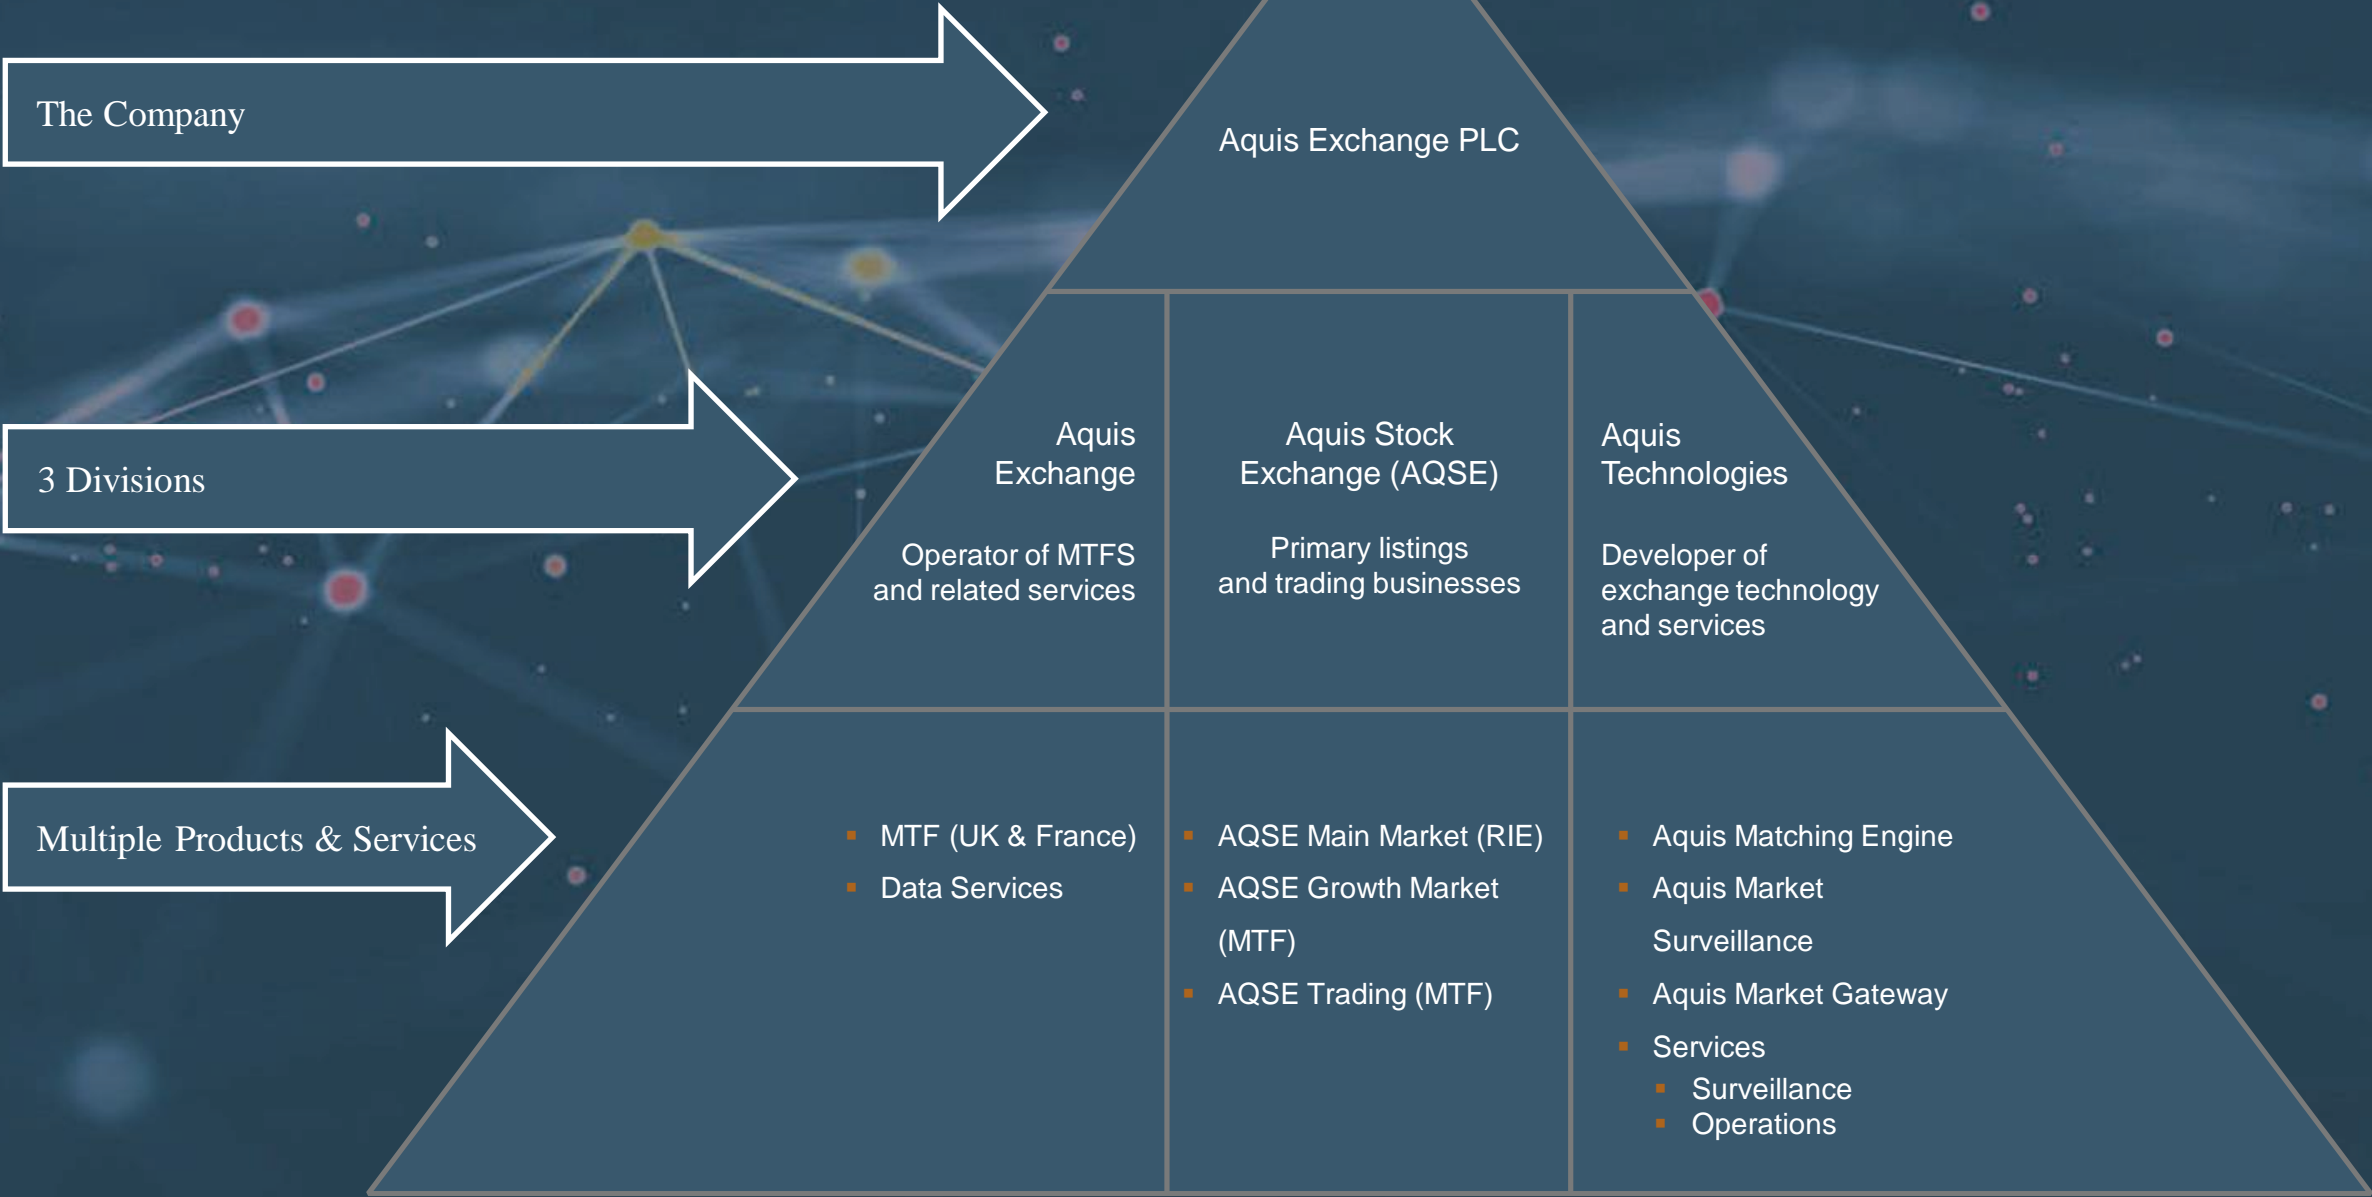 The Company
Aquis Exchange PLC
3 Divisions
Aquis
Exchange
Operator of MTFS
and related services
Aquis Stock
Exchange (AQSE)
Primary listings
and trading businesses
Aquis
Technologies
Developer of
exchange technology
and services
Multiple Products & Services
▪ MTF (UK & France)
▪ Data Services
▪ AQSE Main Market (RIE)
▪ AQSE Growth Market
(MTF)
▪ AQSE Trading (MTF)
▪ Aquis Matching Engine
▪ Aquis Market
Surveillance
▪ Aquis Market Gateway
▪ Services
▪ Surveillance
▪ Operations